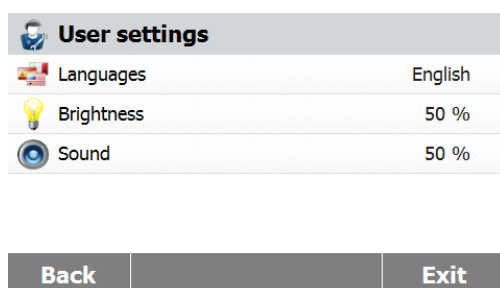 User settings
Languages English
Brightness 50 %
Sound 50 %
Back Exit